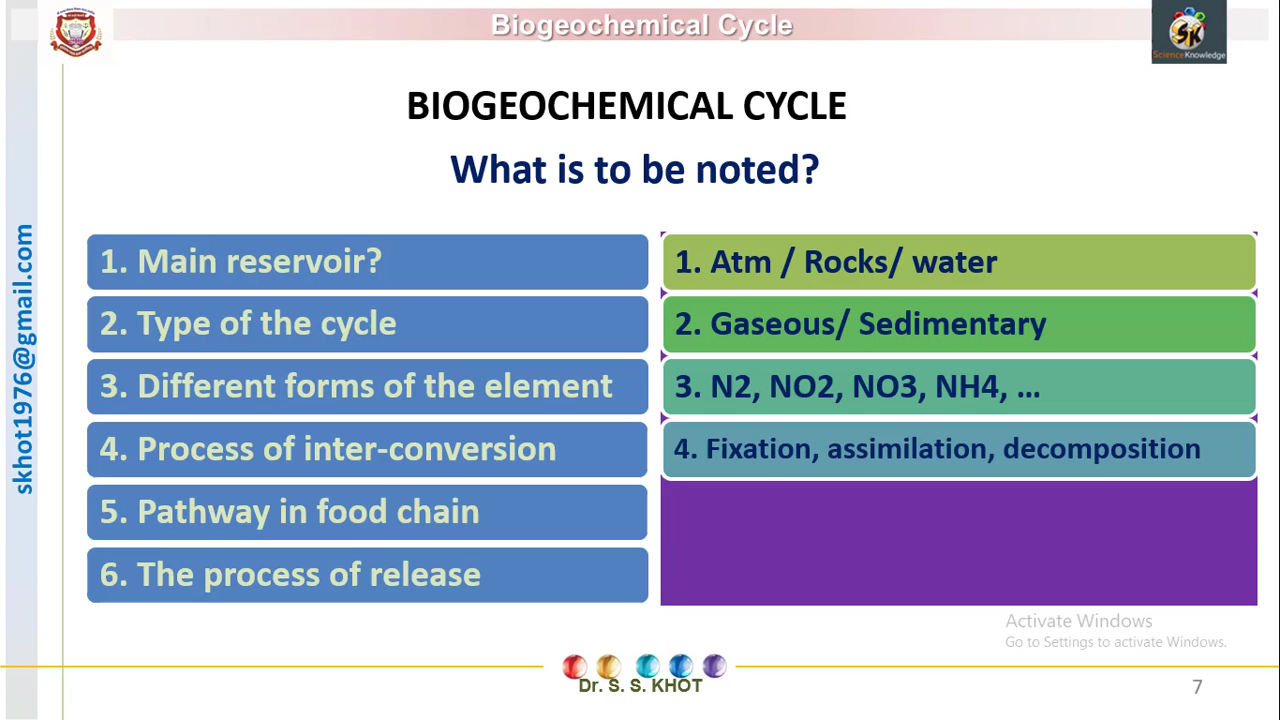 Biogeochemical Cycle
SK
ScienceKnowledge
BIOGEOCHEMICAL CYCLE
What is to be noted?
skhot1976@gmail.com
1. Main reservoir?
1. Atm / Rocks/ water
2. Type of the cycle
2. Gaseous/ Sedimentary
3. Different forms of the element
3. N2, NO2, NO3, NH4, ...
4. Process of inter-conversion
4. Fixation, assimilation, decomposition
5. Pathway in food chain
6. The process of release
Activate Windows
Go to Settings to activate Windows.
Dr. S. S. KHOT
7